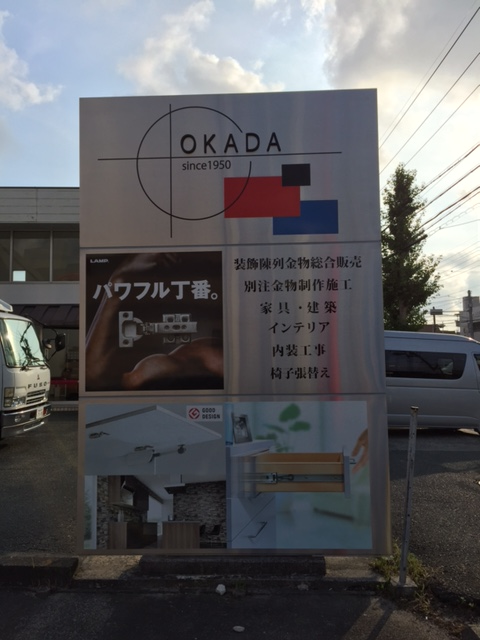 OKADA
since1950
LAMP
パワフル丁番。
装飾陳列金物総合販売
別注金物制作施工
家具・建築
インテリア
内装工事
椅子張替え
GOOD
DESIGN
FUSO